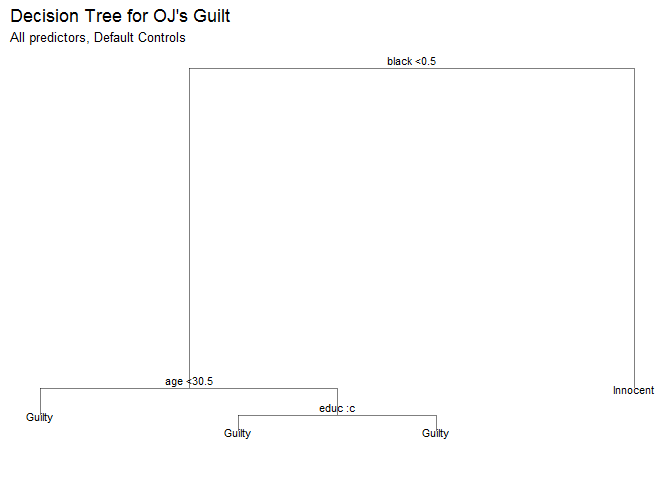 Decision Tree for OJ's Guilt
All predictors, Default Controls
black <0.5
age <30.5
Innocent
educ :c
Guilty
Guilty
Guilty